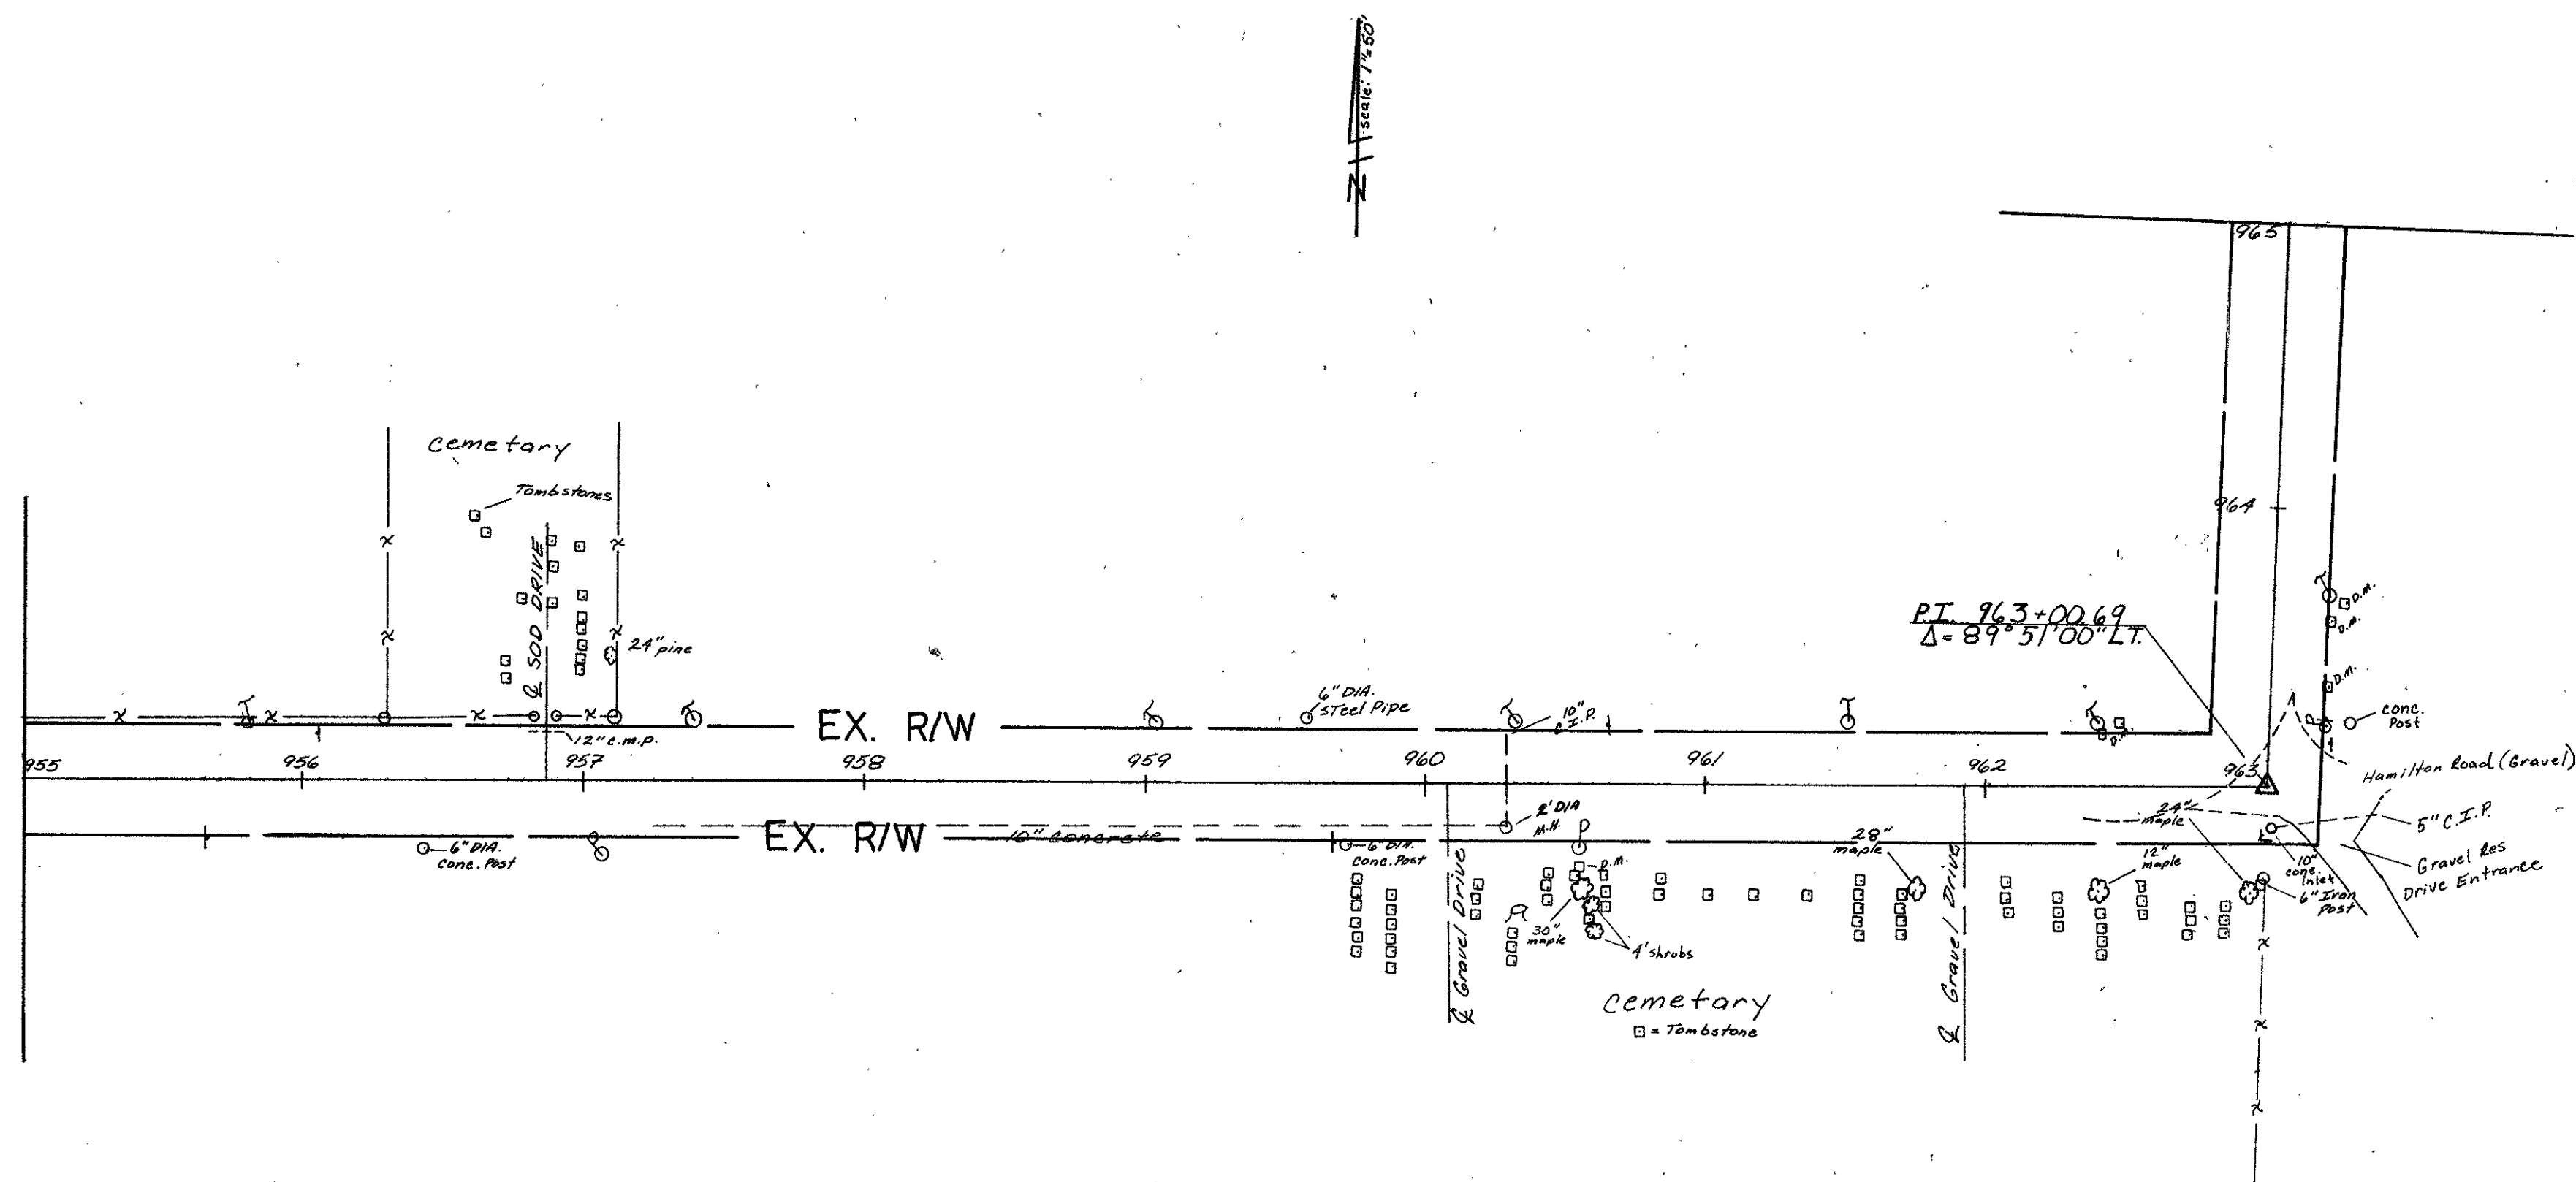 scale: 1"=50'
N
965
cemetary
Tombstones
964
SOD DRIVE
24" pine
P.I. 963+00.69
Δ= 89°51'00" LT.
D.M.
D.M.
D.M.
6" DIA.
Steel Pipe
10"
C.I.P.
conc.
Post
EX. R/W
12" c.m.p.
D.M.
955
956
957
958
959
960
961
962
963
Hamilton Road (Gravel)
2' DIA
M.H.
24"
maple
5" C.I.P.
EX. R/W
10" concrete
6" DIA.
Conc. Post
6" DIA.
Conc. Post
28"
maple
12"
maple
10"
conc.
Inlet
Gravel Res
Drive Entrance
D.M.
6" Iron
Post
30"
maple
4' shrubs
℄ Gravel Drive
℄ Gravel Drive
cemetary
= Tombstone